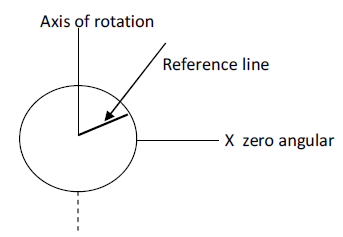 Axis of rotation
Reference line
X zero angular